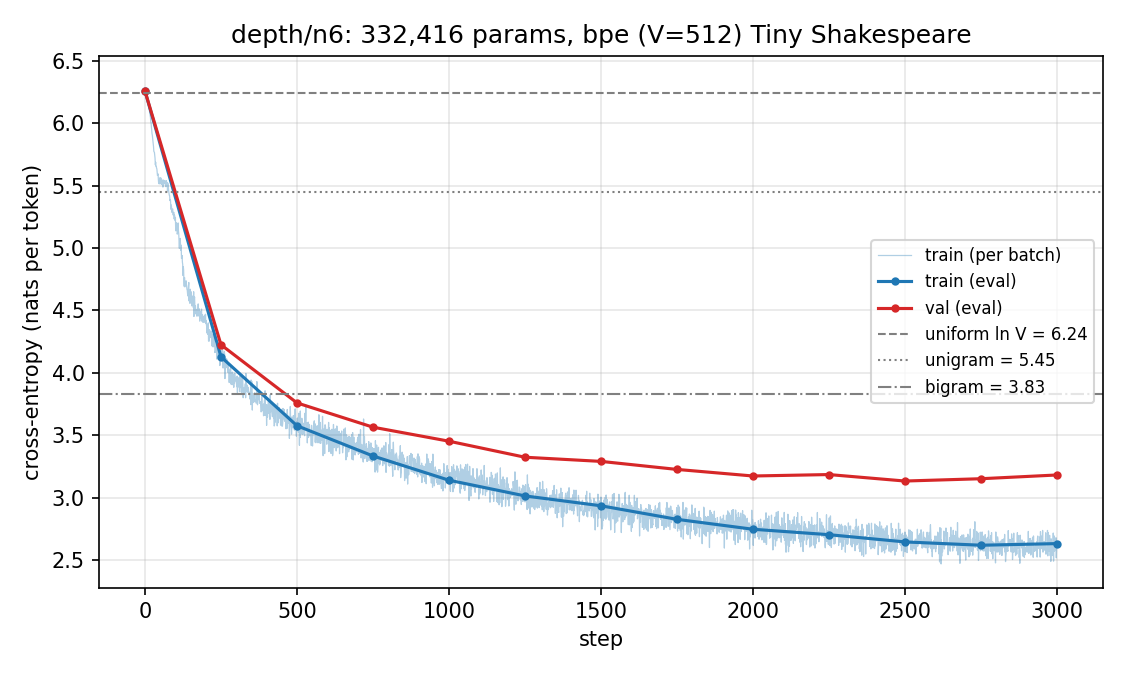 depth/n6: 332,416 params, bpe (V=512) Tiny Shakespeare
cross-entropy (nats per token)
6.5
6.0
5.5
5.0
4.5
4.0
3.5
3.0
2.5
train (per batch)
train (eval)
val (eval)
uniform ln V = 6.24
unigram = 5.45
bigram = 3.83
0 500 1000 1500 2000 2500 3000
step